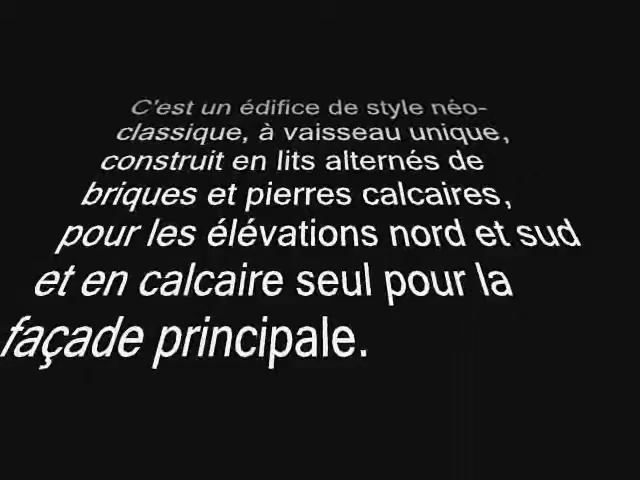 C'est un édifice de style néo-
classique, à vaisseau unique,
construit en lits alternés de
briques et pierres calcaires,
pour les élévations nord et sud
et en calcaire seul pour la
façade principale.